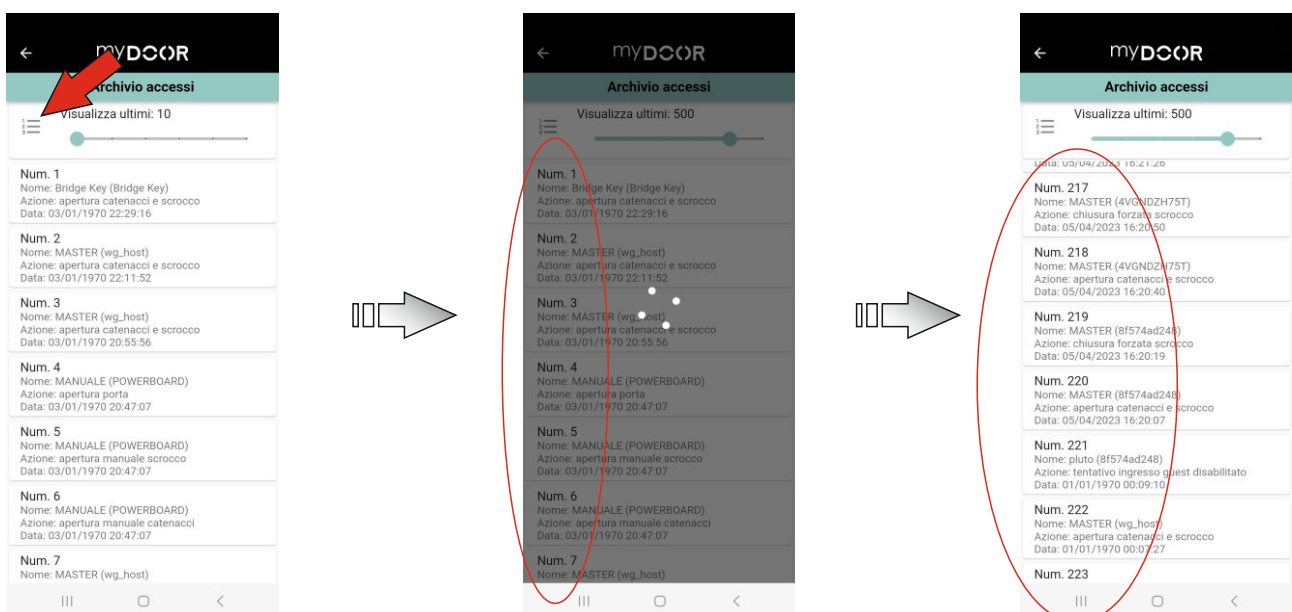 myDOOR
Archivio accessi
Visualizza ultimi: 10
Num. 1
Nome: Bridge Key (Bridge Key)
Azione: apertura catenacci e scrocco
Data: 03/01/1970 22:29:16
Num. 2
Nome: MASTER (wg_host)
Azione: apertura catenacci e scrocco
Data: 03/01/1970 22:11:52
Num. 3
Nome: MASTER (wg_host)
Azione: apertura catenacci e scrocco
Data: 03/01/1970 20:55:56
Num. 4
Nome: MANUALE (POWERBOARD)
Azione: apertura porta
Data: 03/01/1970 20:47:07
Num. 5
Nome: MANUALE (POWERBOARD)
Azione: apertura manuale scrocco
Data: 03/01/1970 20:47:07
Num. 6
Nome: MANUALE (POWERBOARD)
Azione: apertura manuale catenacci
Data: 03/01/1970 20:47:07
Num. 7
Nome: MASTER (wg_host)
myDOOR
Archivio accessi
Visualizza ultimi: 500
Num. 1
Nome: Bridge Key (Bridge Key)
Azione: apertura catenacci e scrocco
Data: 03/01/1970 22:29:16
Num. 2
Nome: MASTER (wg_host)
Azione: apertura catenacci e scrocco
Data: 03/01/1970 22:11:52
Num. 3
Nome: MASTER (wg_host)
Azione: apertura catenacci e scrocco
Data: 03/01/1970 20:55:56
Num. 4
Nome: MANUALE (POWERBOARD)
Azione: apertura porta
Data: 03/01/1970 20:47:07
Num. 5
Nome: MANUALE (POWERBOARD)
Azione: apertura manuale scrocco
Data: 03/01/1970 20:47:07
Num. 6
Nome: MANUALE (POWERBOARD)
Azione: apertura manuale catenacci
Data: 03/01/1970 20:47:07
Num. 7
Nome: MASTER (wg_host)
myDOOR
Archivio accessi
Visualizza ultimi: 500
Data: 05/04/2023 16:21:26
Num. 217
Nome: MASTER (4VGNDZH75T)
Azione: chiusura forzata scrocco
Data: 05/04/2023 16:20:50
Num. 218
Nome: MASTER (4VGNDZH75T)
Azione: apertura catenacci e scrocco
Data: 05/04/2023 16:20:40
Num. 219
Nome: MASTER (8f574ad248)
Azione: chiusura forzata scrocco
Data: 05/04/2023 16:20:19
Num. 220
Nome: MASTER (8f574ad248)
Azione: apertura catenacci e scrocco
Data: 05/04/2023 16:20:07
Num. 221
Nome: pluto (8f574ad248)
Azione: tentativo ingresso guest disabilitato
Data: 01/01/1970 00:09:10
Num. 222
Nome: MASTER (wg_host)
Azione: apertura catenacci e scrocco
Data: 01/01/1970 00:07:27
Num. 223